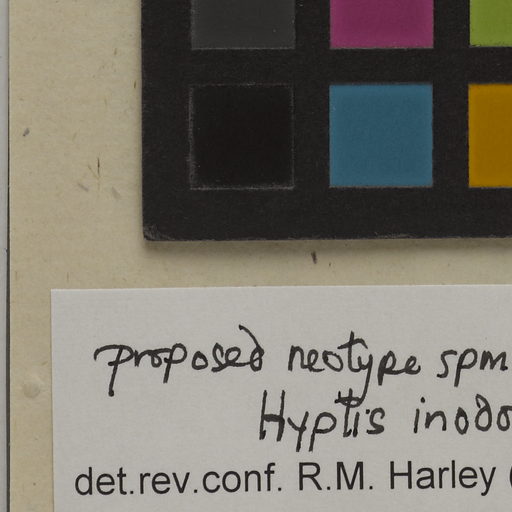 proposed neotype spm
Hyptis inodo
det.rev.conf. R.M. Harley (